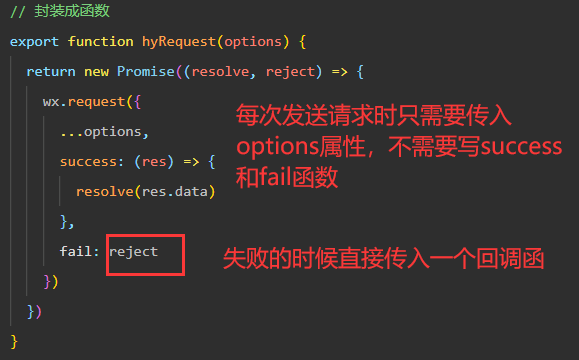 // 封装成函数
export function hyRequest(options) {
return new Promise((resolve, reject) => {
wx.request({
...options,
success: (res) => {
resolve(res.data)
},
fail: reject
})
})
}
每次发送请求时只需要传入
options属性，不需要写success
和fail函数
失败的时候直接传入一个回调函